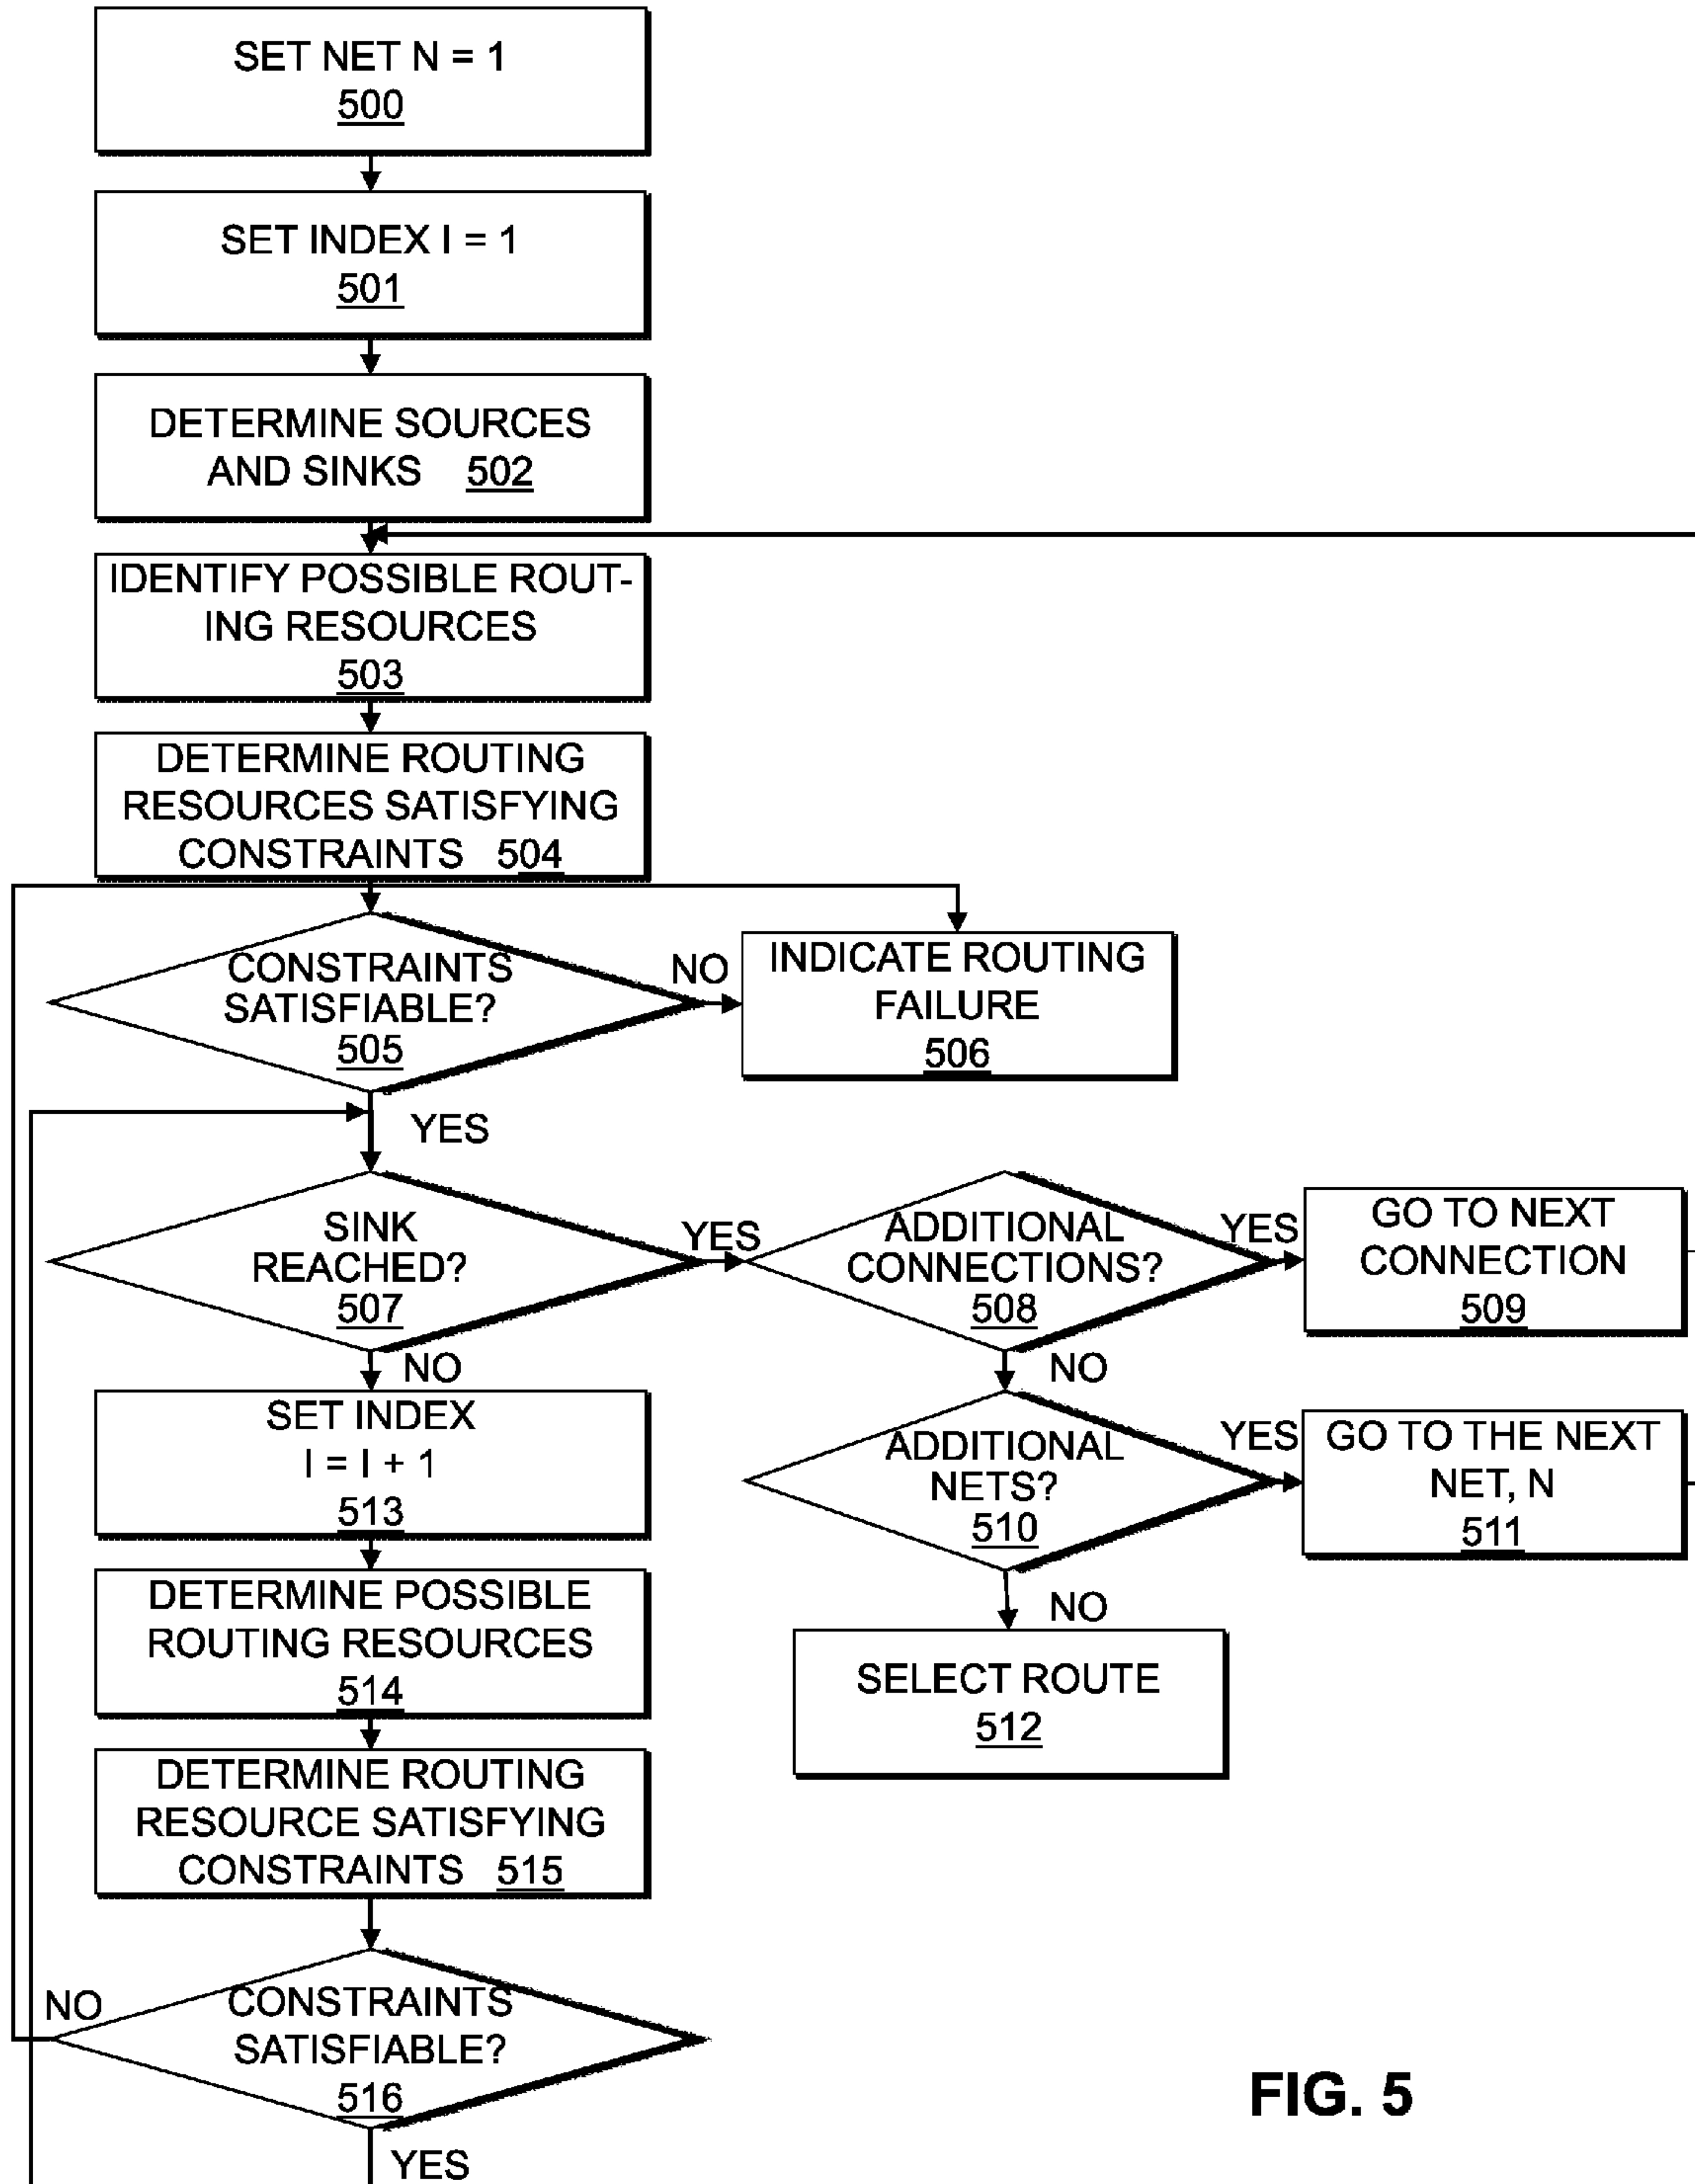 SET NET N = 1
500
SET INDEX I = 1
501
DETERMINE SOURCES
AND SINKS 502
IDENTIFY POSSIBLE ROUT-
ING RESOURCES
503
DETERMINE ROUTING
RESOURCES SATISFYING
CONSTRAINTS 504
CONSTRAINTS
SATISFIABLE?
505
NO
INDICATE ROUTING
FAILURE
506
YES
SINK
REACHED?
507
YES
ADDITIONAL
CONNECTIONS?
508
YES
GO TO NEXT
CONNECTION
509
NO
NO
SET INDEX
I = I + 1
513
ADDITIONAL
NETS?
510
YES
GO TO THE NEXT
NET, N
511
NO
DETERMINE POSSIBLE
ROUTING RESOURCES
514
SELECT ROUTE
512
DETERMINE ROUTING
RESOURCE SATISFYING
CONSTRAINTS 515
NO
CONSTRAINTS
SATISFIABLE?
516
YES
FIG. 5